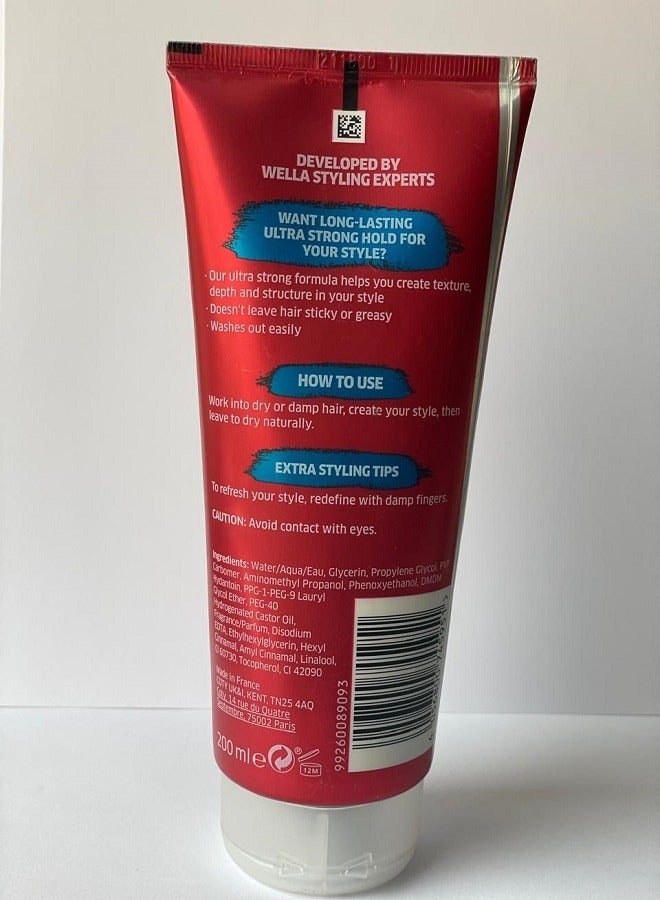 211900 1
DEVELOPED BY
WELLA STYLING EXPERTS
WANT LONG-LASTING
ULTRA STRONG HOLD FOR
YOUR STYLE?
· Our ultra strong formula helps you create texture,
depth and structure in your style
· Doesn't leave hair sticky or greasy
· Washes out easily
HOW TO USE
Work into dry or damp hair, create your style, then
leave to dry naturally.
EXTRA STYLING TIPS
To refresh your style, redefine with damp fingers.
CAUTION: Avoid contact with eyes.
Ingredients: Water/Aqua/Eau, Glycerin, Propylene Glycol, PVP,
Carbomer, Aminomethyl Propanol, Phenoxyethanol, DMDM
Hydantoin, PPG-1-PEG-9 Lauryl
Glycol Ether, PEG-40
Hydrogenated Castor Oil,
Fragrance/Parfum, Disodium
EDTA, Ethylhexylglycerin, Hexyl
Cinnamal, Amyl Cinnamal, Linalool,
CI 60730, Tocopherol, CI 42090
Made in France
COTY UK&I, KENT, TN25 4AQ
City, 14 rue du Quatre
Septembre, 75002 Paris
200 ml e
12M
99260089093